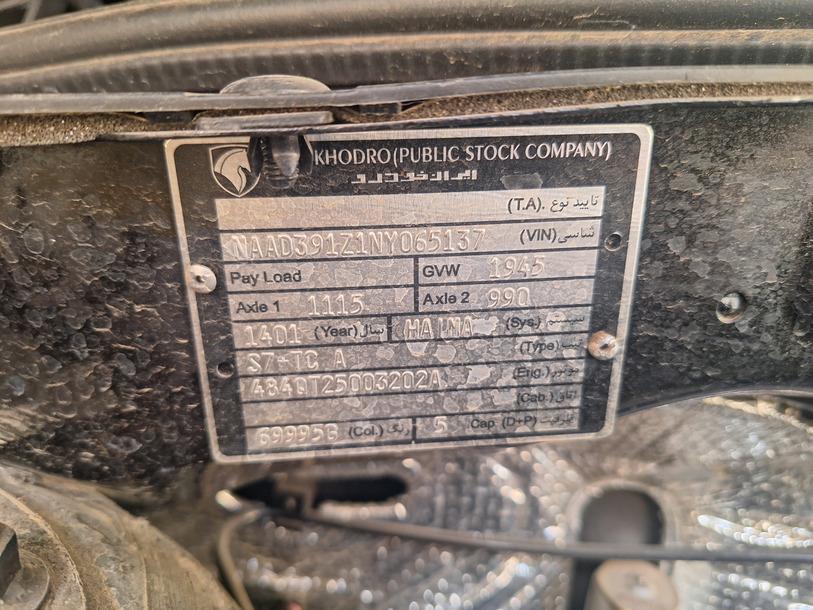 KHODRO (PUBLIC STOCK COMPANY)
ایران خودرو
تایید نوع .(T.A)
NAAD391Z1NY065137 شناسی (VIN)
Pay Load GVW 1945
Axle 1 1115 Axle 2 990
1401 سال (Year) HAIMA سیستم (Sys.)
S7+TC A تیپ (Type)
484QT25003202A موتور (Eng.)
اتاق (Cab.)
رنگ (Col.) 5 ظرفیت Cap. (D+P)